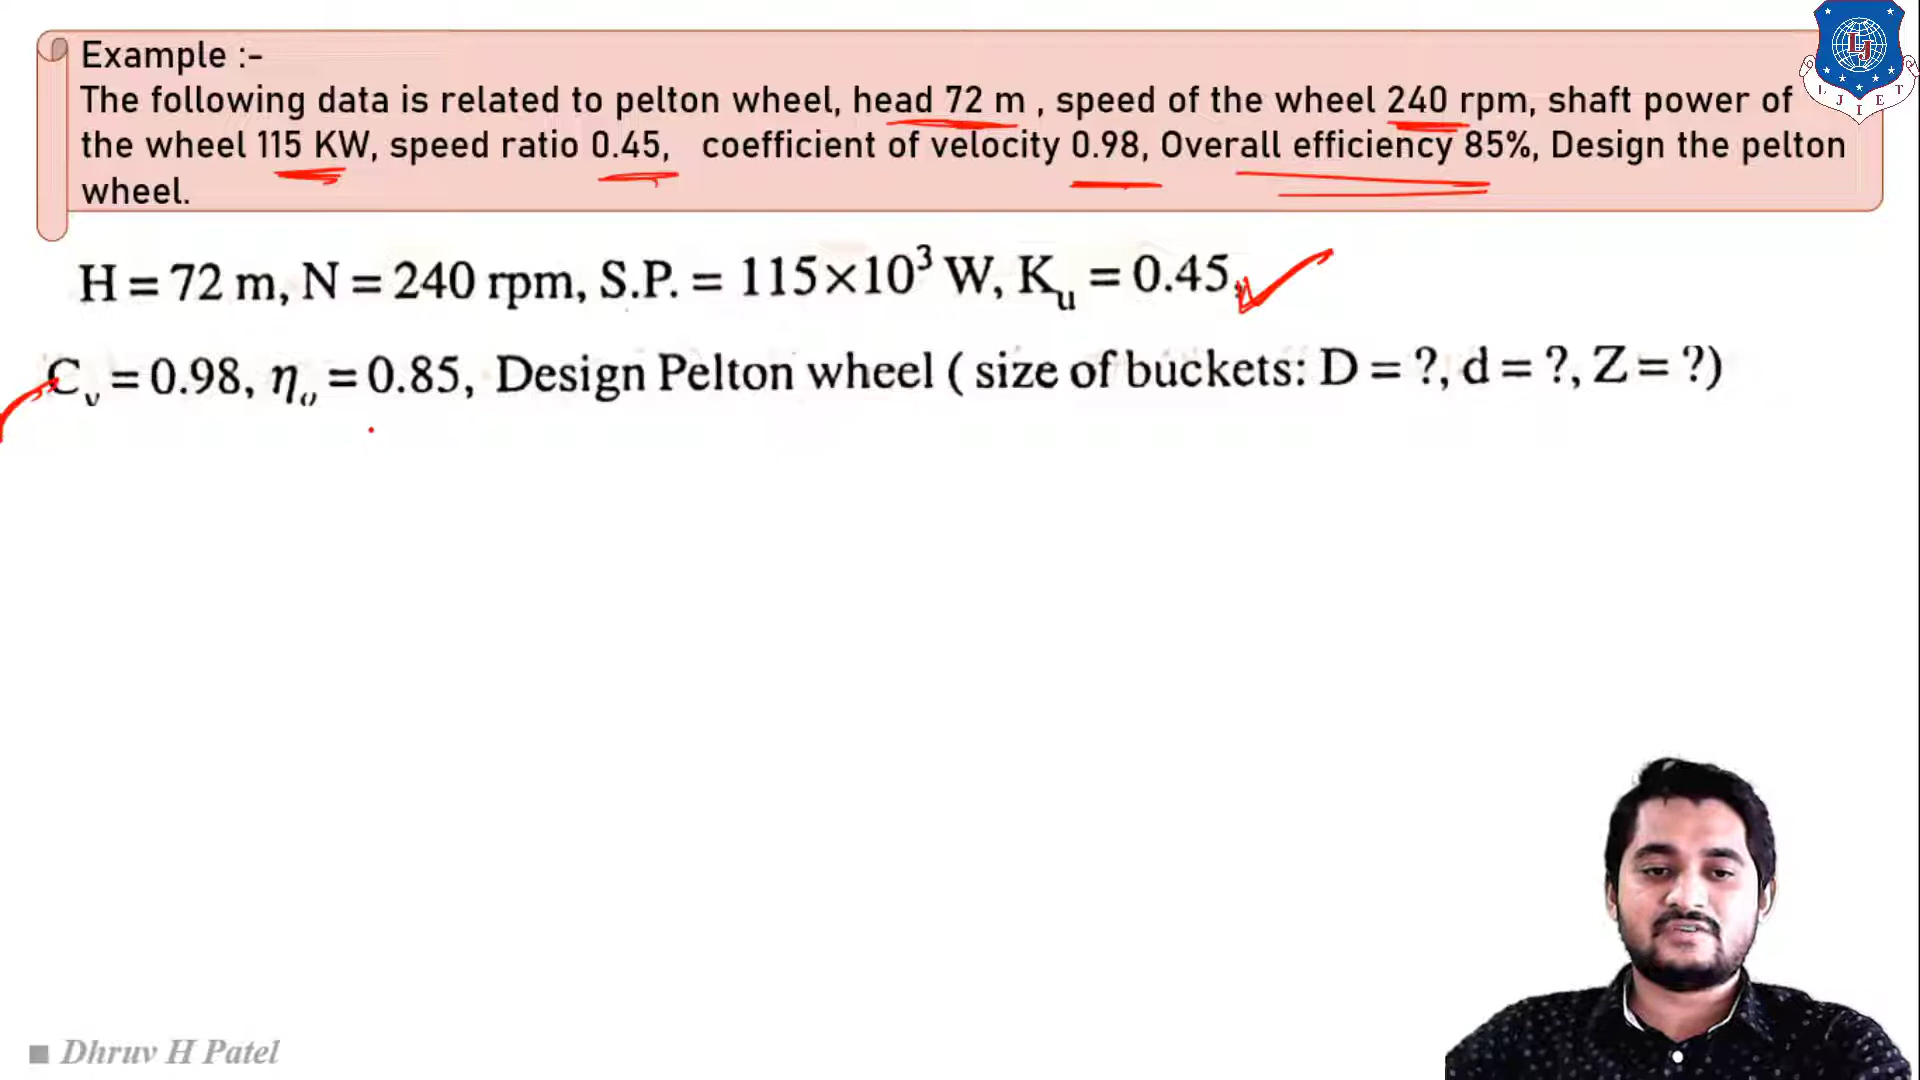 Example :-
The following data is related to pelton wheel, head 72 m , speed of the wheel 240 rpm, shaft power of
the wheel 115 KW, speed ratio 0.45, coefficient of velocity 0.98, Overall efficiency 85%, Design the pelton
wheel.
H = 72 m, N = 240 rpm, S.P. = 115×10³ W, Kᵤ = 0.45,
Cᵥ = 0.98, ηₒ = 0.85, Design Pelton wheel ( size of buckets: D = ?, d = ?, Z = ?)
LJ
LJIET
Dhruv H Patel